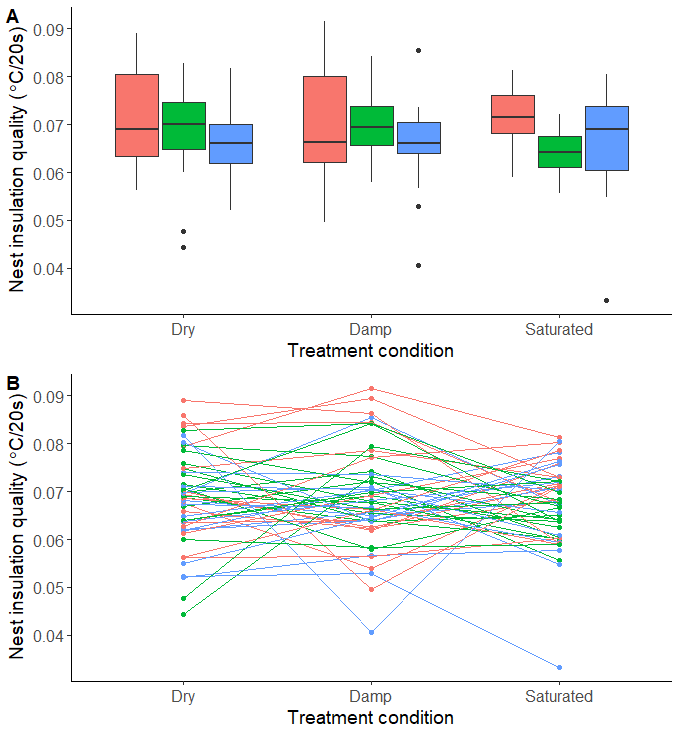 A
Nest insulation quality (°C/20s)
0.09
0.08
0.07
0.06
0.05
0.04
Dry Damp Saturated
Treatment condition
B
Nest insulation quality (°C/20s)
0.09
0.08
0.07
0.06
0.05
0.04
Dry Damp Saturated
Treatment condition